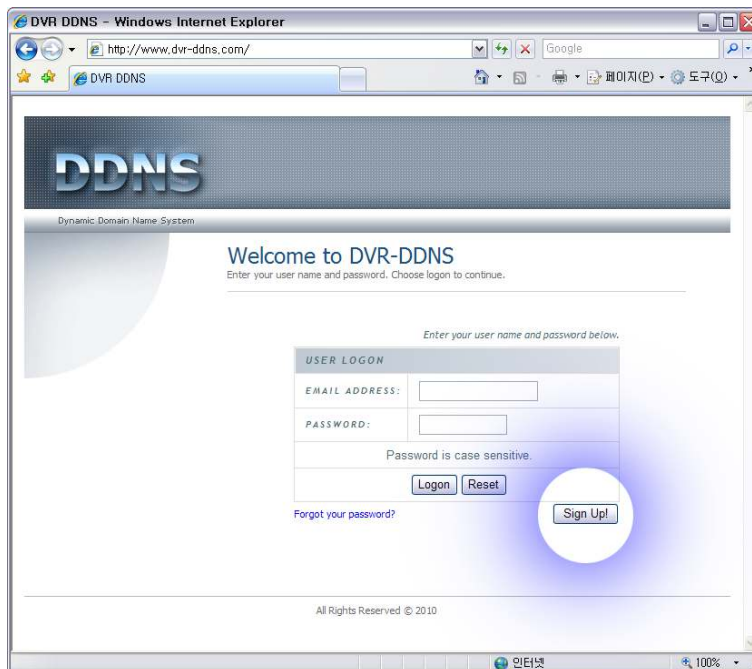 DVR DDNS - Windows Internet Explorer
http://www.dvr-ddns.com/
Google
DVR DDNS
페이지(P)
도구(O)
DDNS
Dynamic Domain Name System
Welcome to DVR-DDNS
Enter your user name and password. Choose logon to continue.
Enter your user name and password below.
USER LOGON
EMAIL ADDRESS:
PASSWORD:
Password is case sensitive.
Logon Reset
Forgot your password?
Sign Up!
All Rights Reserved © 2010
인터넷
100%